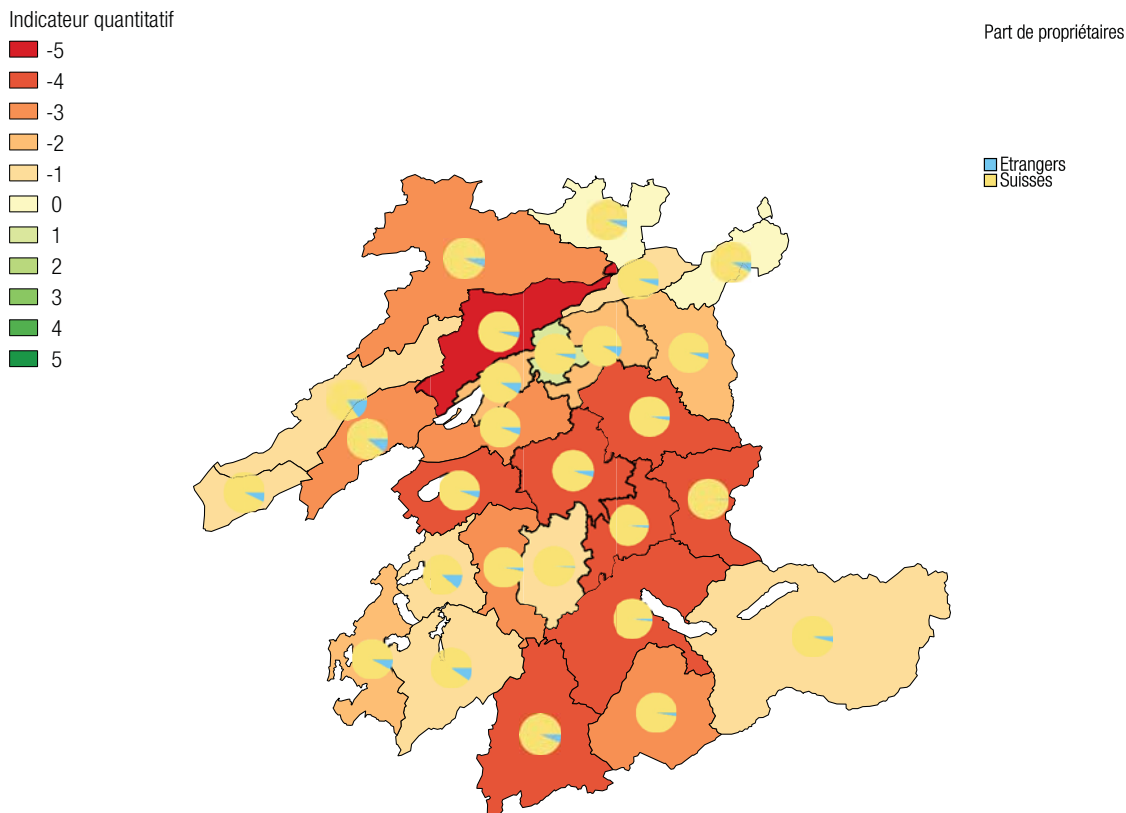 Indicateur quantitatif
-5
-4
-3
-2
-1
0
1
2
3
4
5
Part de propriétaires
Etrangers
Suisses